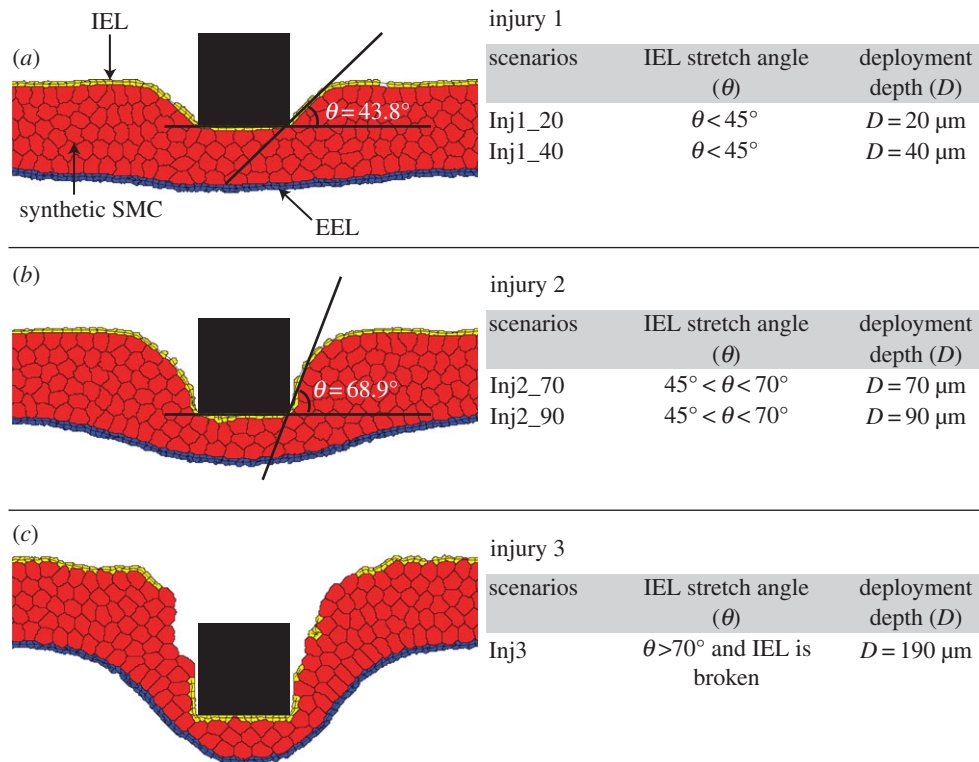 IEL
(a)
θ = 43.8°
synthetic SMC
EEL
injury 1
scenarios IEL stretch angle (θ) deployment depth (D)
Inj1_20 θ < 45° D = 20 μm
Inj1_40 θ < 45° D = 40 μm
(b)
θ = 68.9°
injury 2
scenarios IEL stretch angle (θ) deployment depth (D)
Inj2_70 45° < θ < 70° D = 70 μm
Inj2_90 45° < θ < 70° D = 90 μm
(c)
injury 3
scenarios IEL stretch angle (θ) deployment depth (D)
Inj3 θ >70° and IEL is broken D = 190 μm